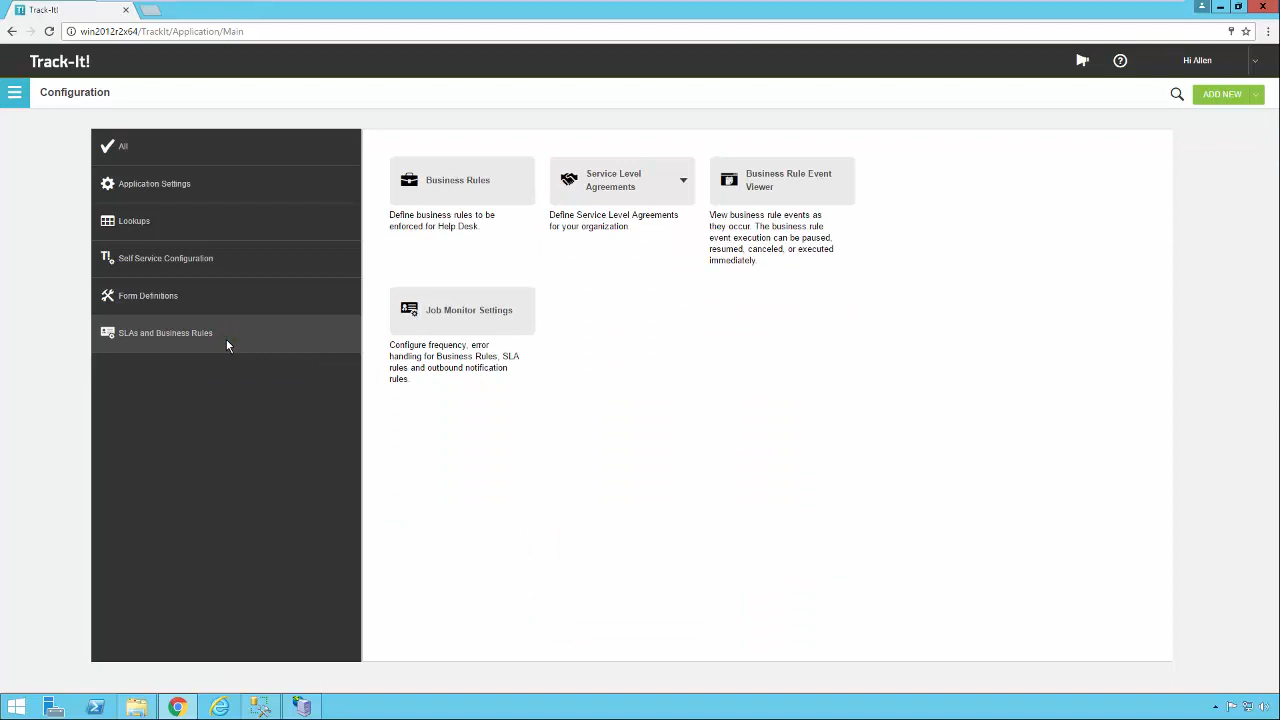 Track-It!
win2012r2x64/TrackIt/Application/Main
Track-It!
Hi Allen
Configuration
ADD NEW
All
Application Settings
Lookups
Self Service Configuration
Form Definitions
SLAs and Business Rules
Business Rules
Define business rules to be
enforced for Help Desk.
Service Level
Agreements
Define Service Level Agreements
for your organization
Business Rule Event
Viewer
View business rule events as
they occur. The business rule
event execution can be paused,
resumed, canceled, or executed
immediately.
Job Monitor Settings
Configure frequency, error
handling for Business Rules, SLA
rules and outbound notification
rules.